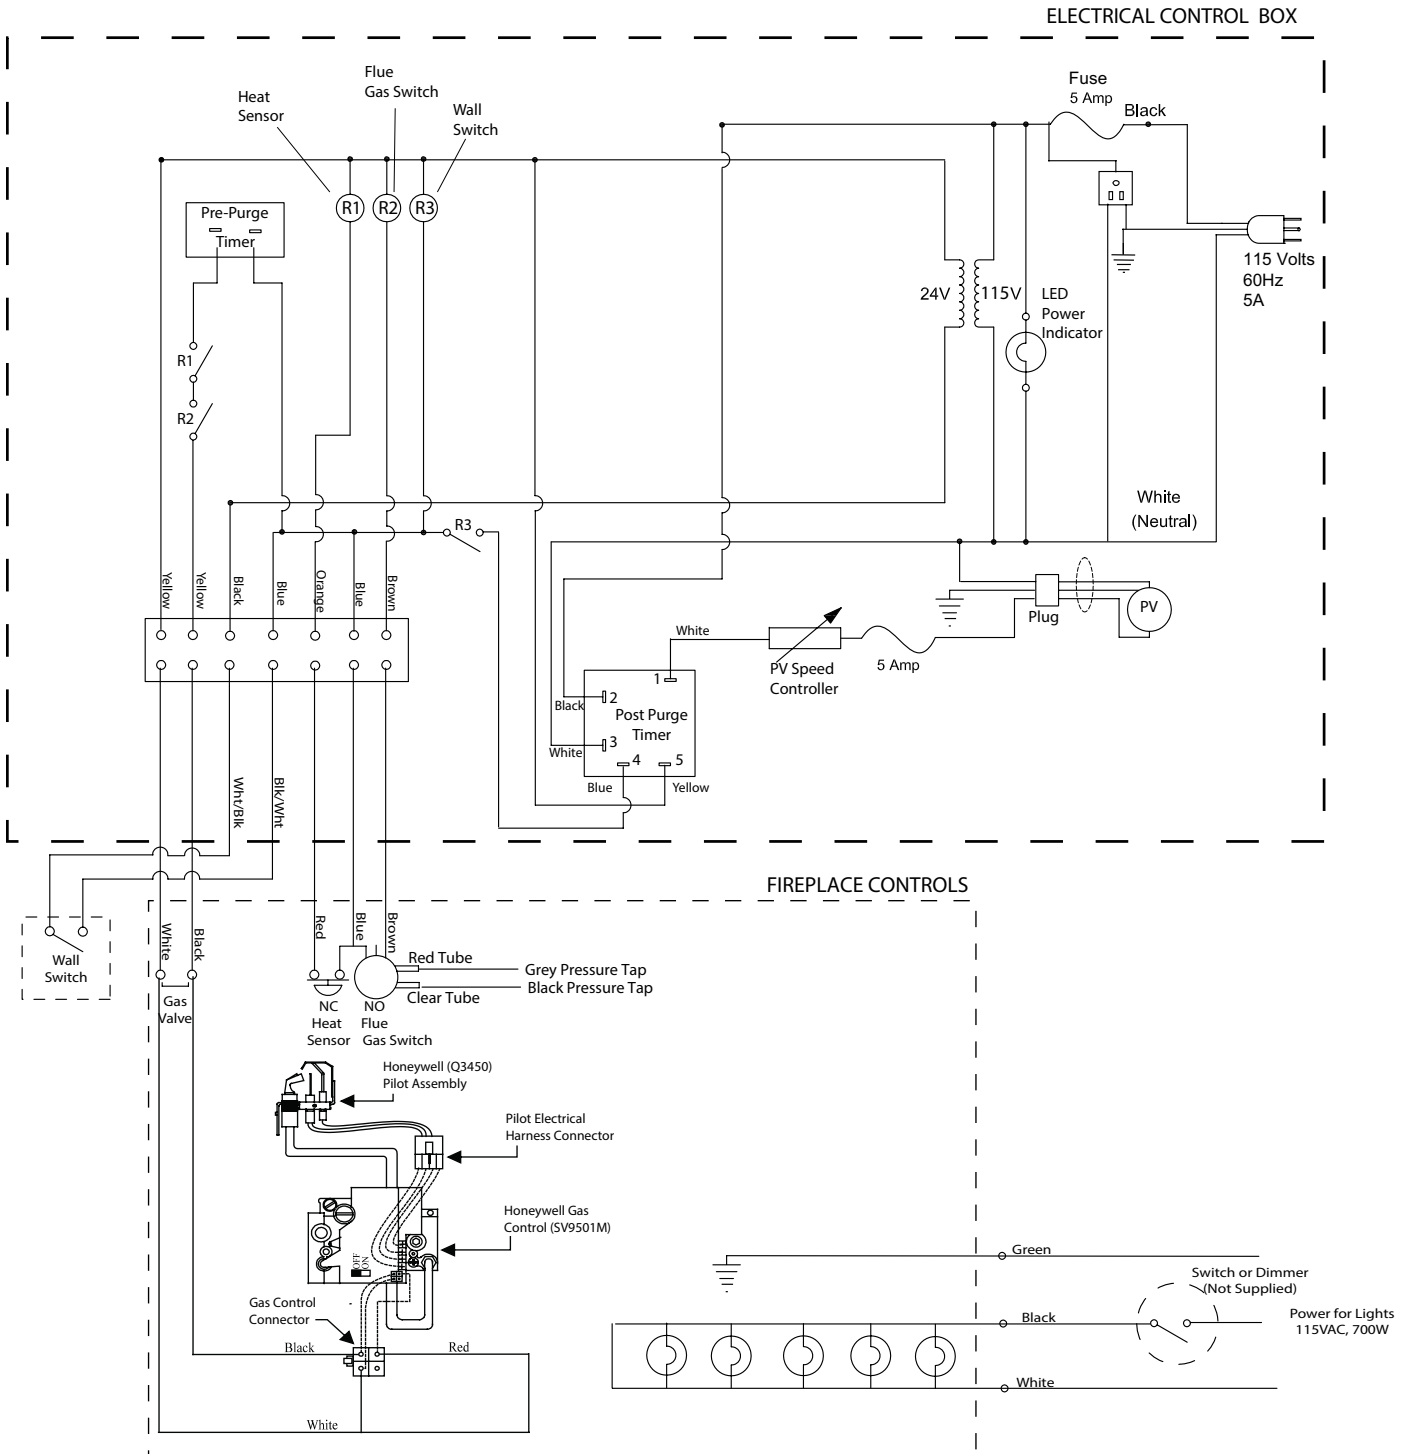 ELECTRICAL CONTROL BOX
Flue
Gas Switch
Heat
Sensor
Wall
Switch
Fuse
5 Amp
Black
R1
R2
R3
Pre-Purge
Timer
R1
R2
24V
115V
LED
Power
Indicator
115 Volts
60Hz
5A
White
(Neutral)
R3
Yellow
Yellow
Black
Blue
Orange
Blue
Brown
Plug
PV
White
PV Speed
Controller
5 Amp
1
2
Black
Post Purge
Timer
3
White
4
5
Blue
Yellow
Wht/Blk
Blk/Wht
FIREPLACE CONTROLS
Wall
Switch
White
Black
Red
Blue
Brown
Gas
Valve
NC
Heat
Sensor
NO
Flue
Gas Switch
Red Tube
Clear Tube
Grey Pressure Tap
Black Pressure Tap
Honeywell (Q3450)
Pilot Assembly
Pilot Electrical
Harness Connector
Honeywell Gas
Control (SV9501M)
OFF
ON
Gas Control
Connector
Black
Red
White
Green
Switch or Dimmer
(Not Supplied)
Black
Power for Lights
115VAC, 700W
White